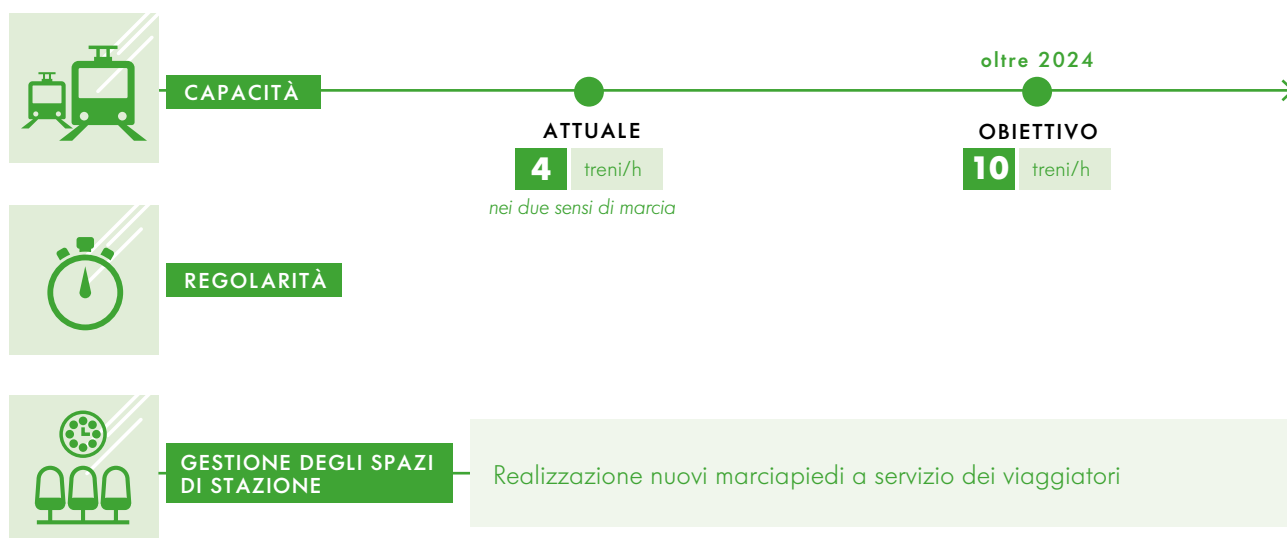 oltre 2024
CAPACITÀ
ATTUALE
OBIETTIVO
4 treni/h
10 treni/h
nei due sensi di marcia
REGOLARITÀ
GESTIONE DEGLI SPAZI
DI STAZIONE
Realizzazione nuovi marciapiedi a servizio dei viaggiatori